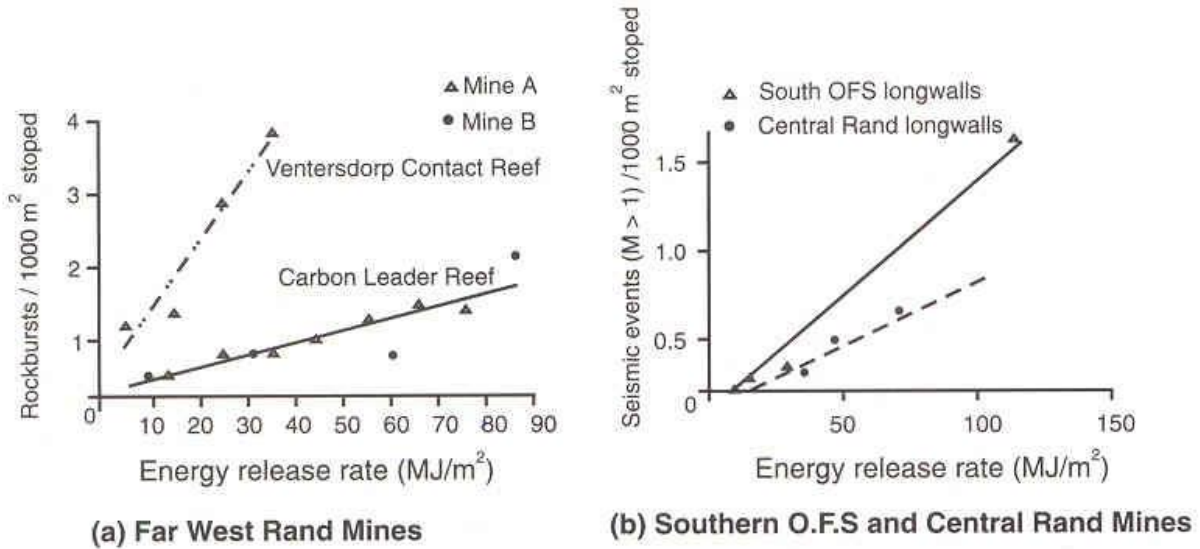 Mine A
Mine B
Rockbursts / 1000 m² stoped
4
3
2
1
0
Ventersdorp Contact Reef
Carbon Leader Reef
10 20 30 40 50 60 70 80 90
Energy release rate (MJ/m²)
(a) Far West Rand Mines
South OFS longwalls
Central Rand longwalls
Seismic events (M > 1) /1000 m² stoped
1.5
1.0
0.5
0
50 100 150
Energy release rate (MJ/m²)
(b) Southern O.F.S and Central Rand Mines